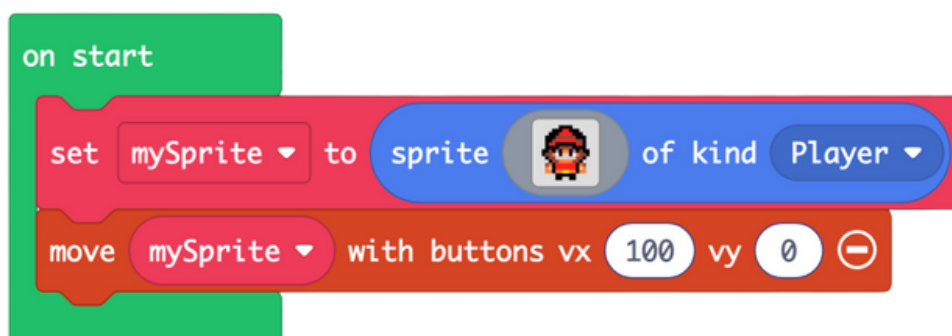 on start
set mySprite to sprite of kind Player
move mySprite with buttons vx 100 vy 0